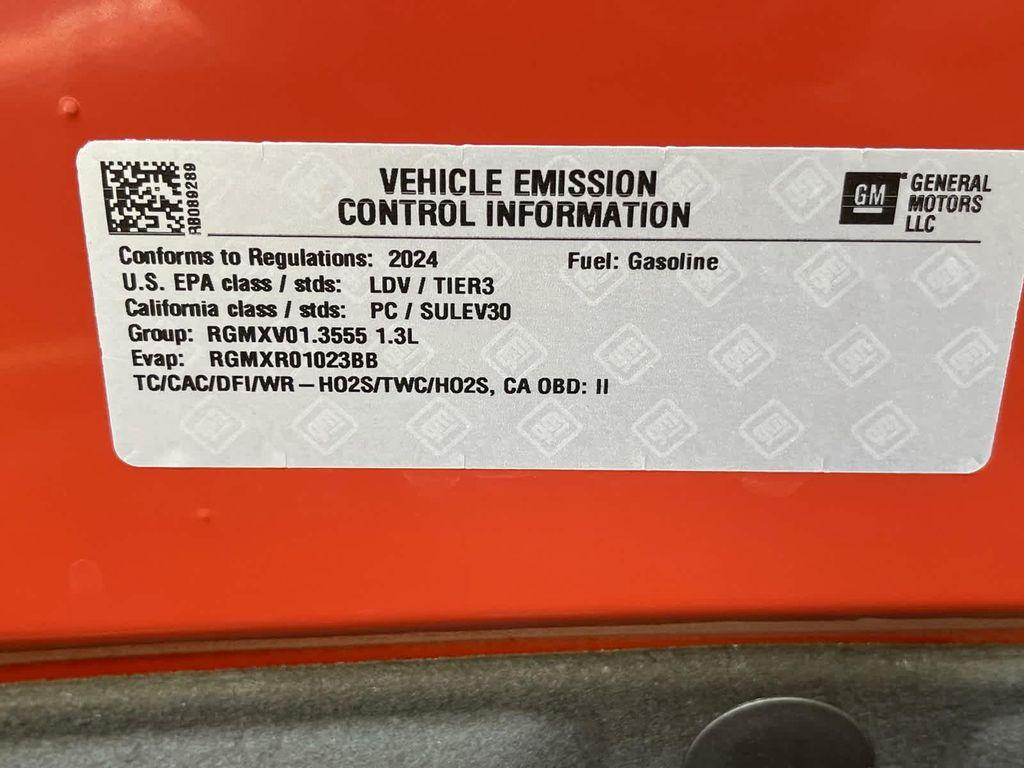 RB089289
VEHICLE EMISSION
CONTROL INFORMATION
GM
GENERAL
MOTORS
LLC
Conforms to Regulations: 2024 Fuel: Gasoline
U.S. EPA class / stds: LDV / TIER3
California class / stds: PC / SULEV30
Group: RGMXV01.3555 1.3L
Evap: RGMXR01023BB
TC/CAC/DFI/WR – HO2S/TWC/HO2S, CA OBD: II